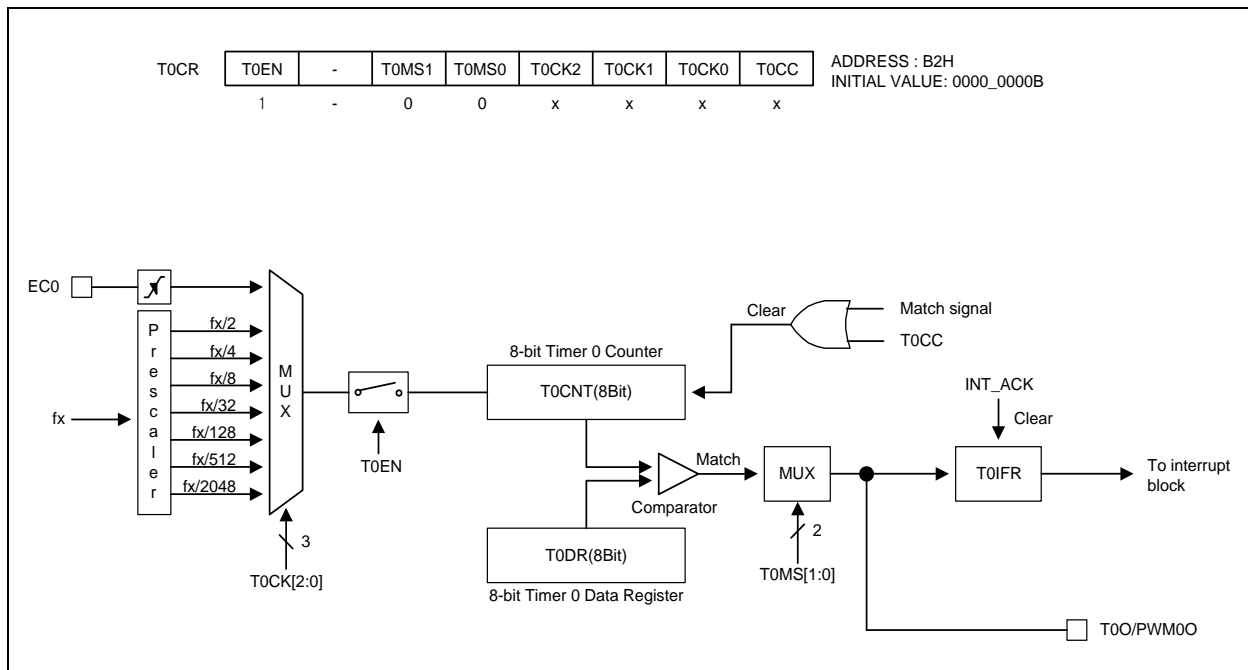 T0CR T0EN - T0MS1 T0MS0 T0CK2 T0CK1 T0CK0 T0CC
1 - 0 0 x x x x
ADDRESS : B2H
INITIAL VALUE: 0000_0000B
EC0
Prescaler
fx
fx/2
fx/4
fx/8
fx/32
fx/128
fx/512
fx/2048
MUX
3
T0CK[2:0]
T0EN
8-bit Timer 0 Counter
T0CNT(8Bit)
Clear
Match signal
T0CC
Match
Comparator
T0DR(8Bit)
8-bit Timer 0 Data Register
MUX
2
T0MS[1:0]
INT_ACK
Clear
T0IFR
To interrupt
block
T0O/PWM0O